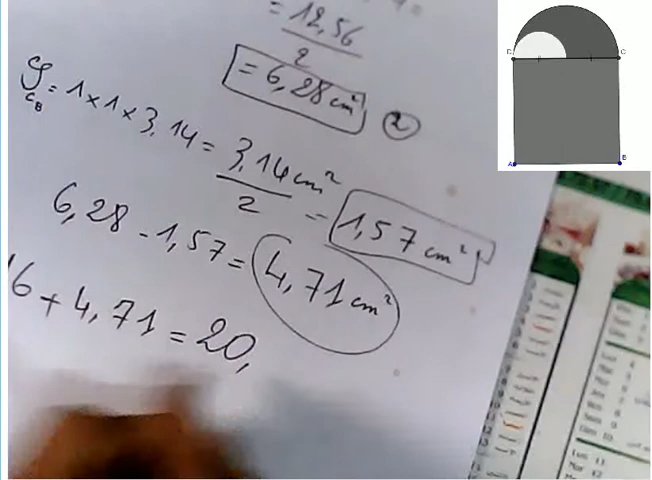 = 12,56
2
= 6,28 cm² 2
𝒮 CB = 1 x 1 x 3,14 = 3,14 cm²
2
= 1,57 cm²
6,28 - 1,57 = 4,71 cm²
16 + 4,71 = 20,
D C
A B